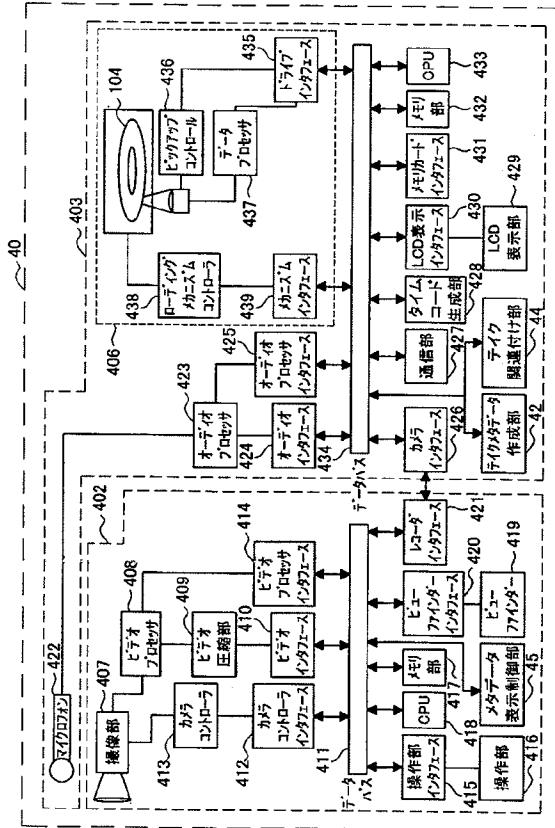 40
403
402
406
422
マイクロフォン
407
撮像部
408
ビデオ
プロセッサ
409
ビデオ
圧縮部
410
ビデオ
インタフェース
414
ビデオ
プロセッサ
インタフェース
413
カメラ
コントローラ
412
カメラ
コントローラ
インタフェース
411
データ
バス
415
操作部
インタフェース
416
操作部
418
CPU
417
メモリ
部
45
メタデータ
表示制御部
420
ビュー
ファインダー
インタフェース
419
ビュー
ファインダー
421
レコーダ
インタフェース
423
オーディオ
プロセッサ
424
オーディオ
インタフェース
425
オーディオ
プロセッサ
インタフェース
104
436
ピックアップ
コントロール
435
ドライブ
インタフェース
437
データ
プロセッサ
438
ローディング
メカニズム
コントローラ
439
メカニズム
インタフェース
434
データバス
426
カメラ
インタフェース
427
通信部
428
タイム
コード
生成部
430
LCD表示
インタフェース
429
LCD
表示部
431
メモリカード
インタフェース
432
メモリ
部
433
CPU
42
テイクメタデータ
作成部
44
テイク
関連付け部